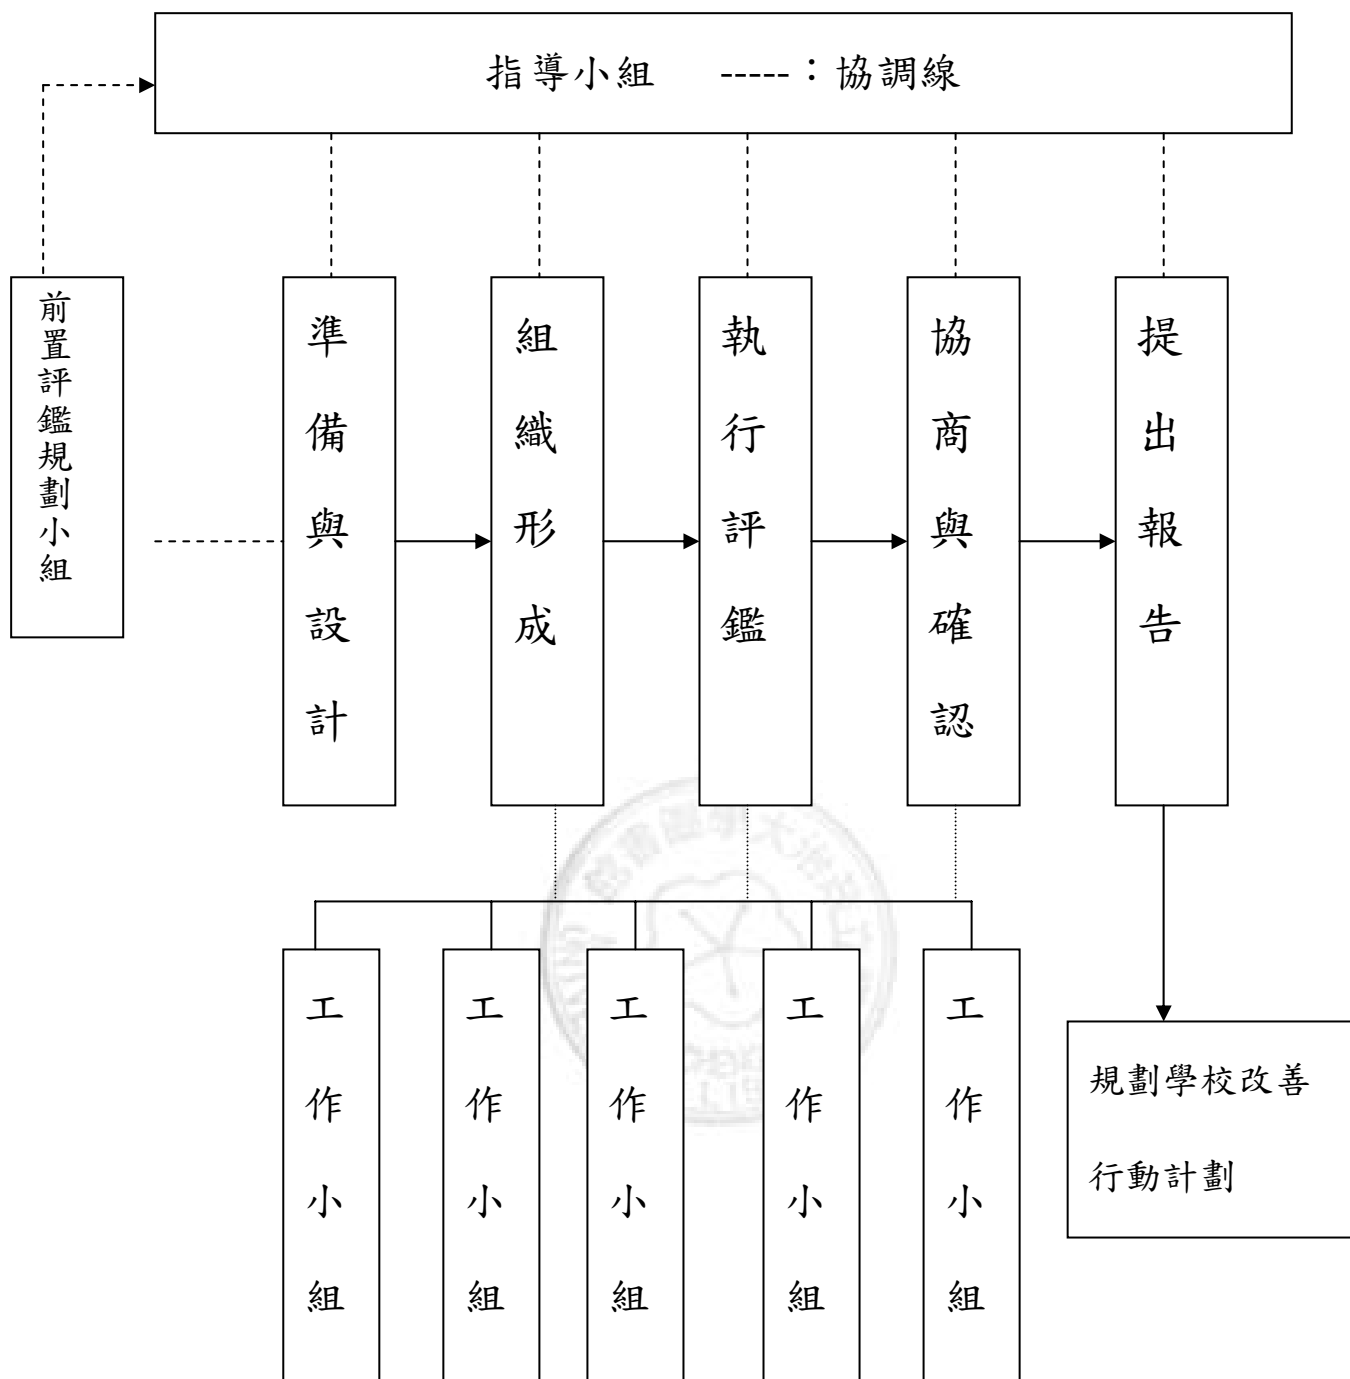 指導小組 -----：協調線
前置評鑑規劃小組
準備與設計
組織形成
執行評鑑
協商與確認
提出報告
工作小組
工作小組
工作小組
工作小組
工作小組
規劃學校改善
行動計劃